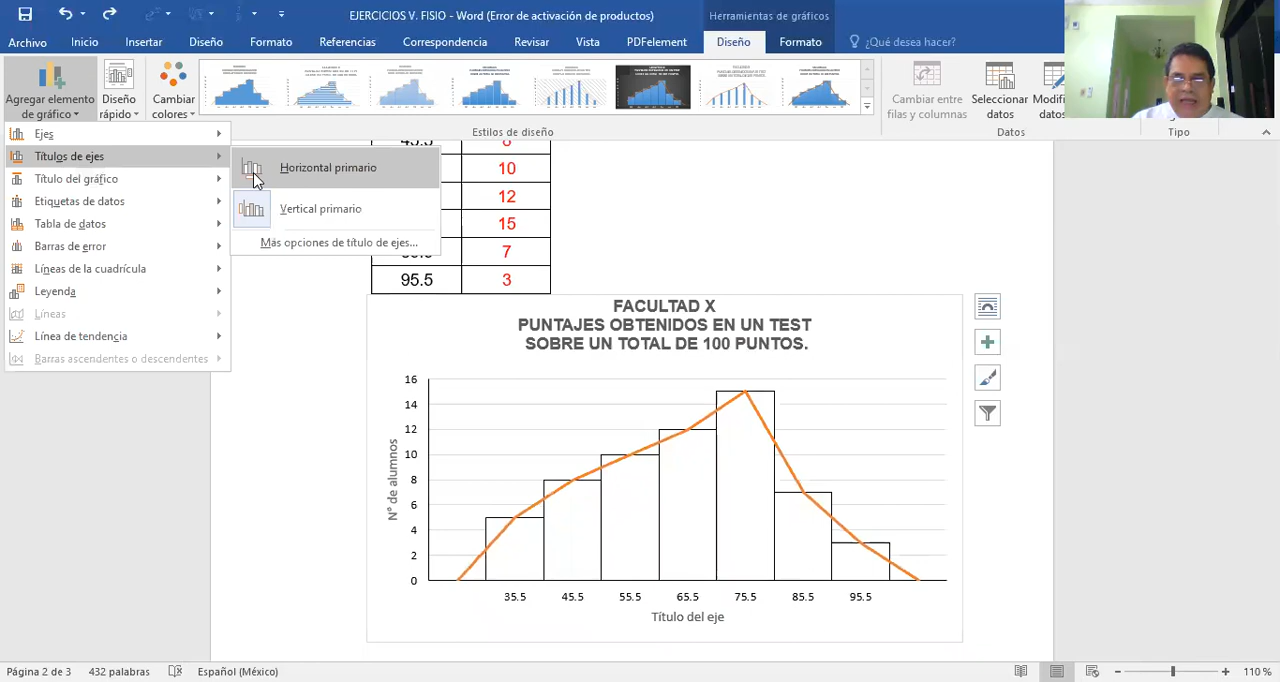 EJERCICIOS V. FISIO - Word (Error de activación de productos)
Herramientas de gráficos
Archivo Inicio Insertar Diseño Formato Referencias Correspondencia Revisar Vista PDFelement Diseño Formato ¿Qué desea hacer?
Agregar elemento de gráfico
Diseño rápido
Cambiar colores
Estilos de diseño
Cambiar entre filas y columnas
Seleccionar datos
Datos
Tipo
Ejes
Títulos de ejes
Título del gráfico
Etiquetas de datos
Tabla de datos
Barras de error
Líneas de la cuadrícula
Leyenda
Líneas
Línea de tendencia
Barras ascendentes o descendentes
Horizontal primario
Vertical primario
Más opciones de título de ejes...
10
12
15
7
95.5 3
FACULTAD X
PUNTAJES OBTENIDOS EN UN TEST
SOBRE UN TOTAL DE 100 PUNTOS.
16
14
12
10
8
6
4
2
0
N° de alumnos
35.5 45.5 55.5 65.5 75.5 85.5 95.5
Título del eje
Página 2 de 3 432 palabras Español (México) 110 %